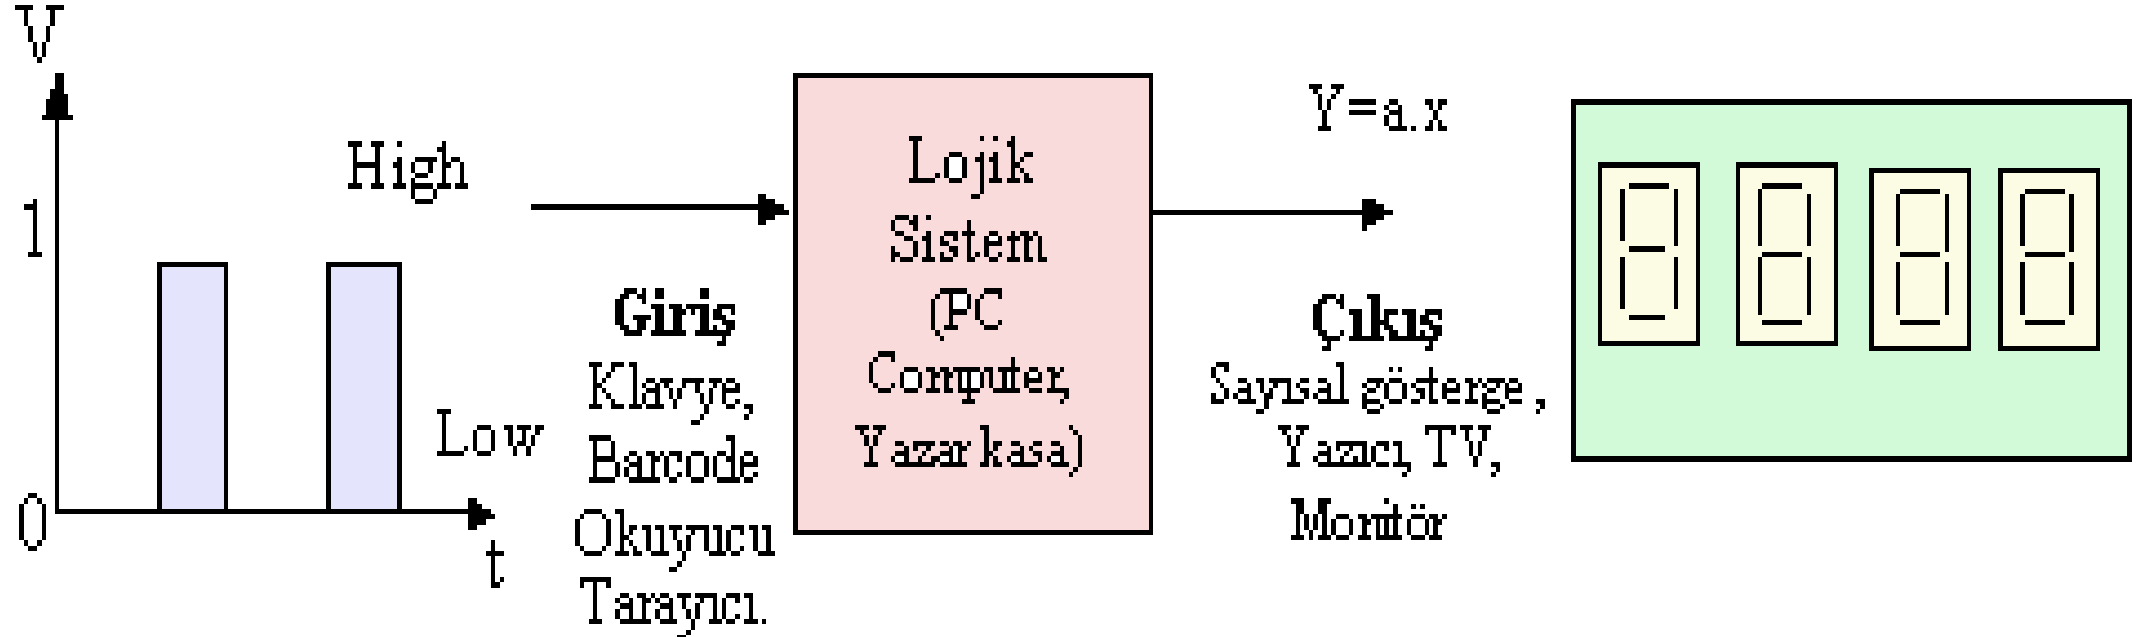 V
1
0
High
Low
t
Giriş
Klavye,
Barcode
Okuyucu
Tarayıcı.
Lojik
Sistem
(PC
Computer,
Yazar kasa)
Y=a.x
Çıkış
Sayısal gösterge ,
Yazıcı, TV,
Monitör